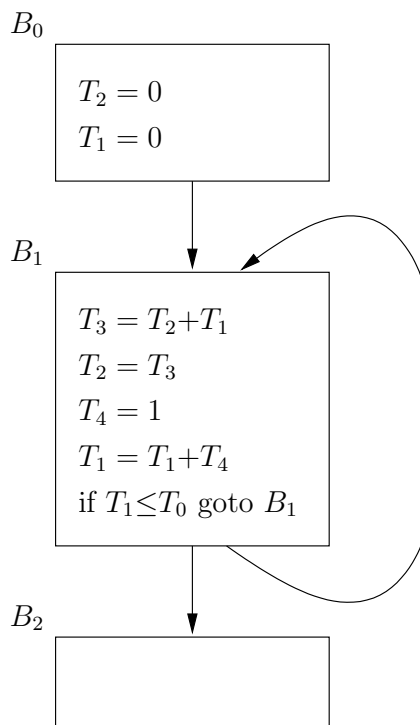 B₀
T₂ = 0
T₁ = 0
B₁
T₃ = T₂+T₁
T₂ = T₃
T₄ = 1
T₁ = T₁+T₄
if T₁≤T₀ goto B₁
B₂